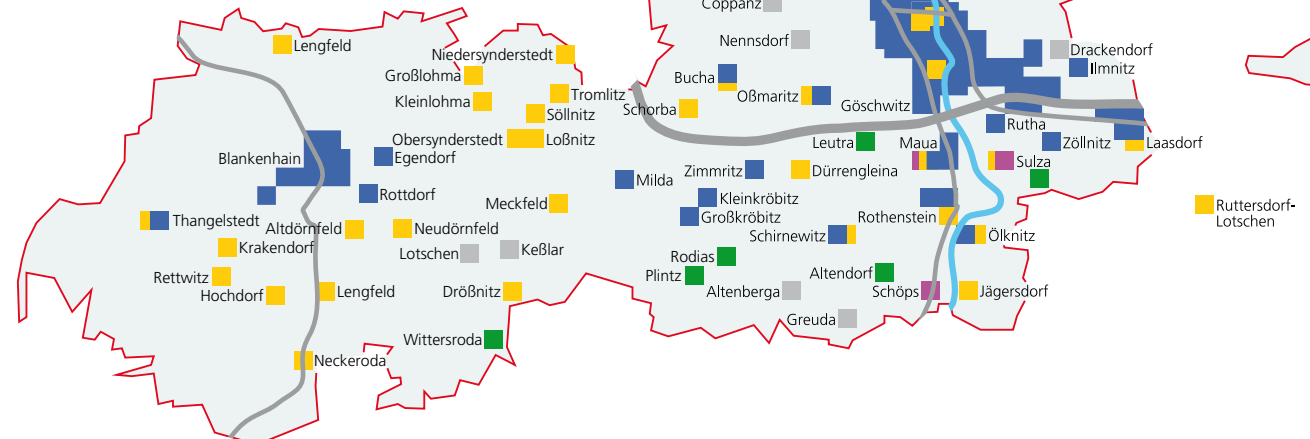 Coppanz
Lengfeld
Nennsdorf
Drackendorf
Niedersynderstedt
Ilmnitz
Großlohma
Bucha
Tromlitz
Oßmaritz
Kleinlohma
Göschwitz
Schorba
Söllnitz
Rutha
Obersynderstedt
Loßnitz
Leutra
Maua
Zöllnitz
Laasdorf
Blankenhain
Egendorf
Sulza
Zimmritz
Dürrengleina
Milda
Rottdorf
Kleinkröbitz
Meckfeld
Ruttersdorf-
Lotschen
Großkröbitz
Rothenstein
Thangelstedt
Altdörnfeld
Neudörnfeld
Schirnewitz
Ölknitz
Krakendorf
Lotschen
Keßlar
Rodias
Rettwitz
Plintz
Altendorf
Hochdorf
Lengfeld
Drößnitz
Altenberga
Schöps
Jägersdorf
Greuda
Wittersroda
Neckeroda